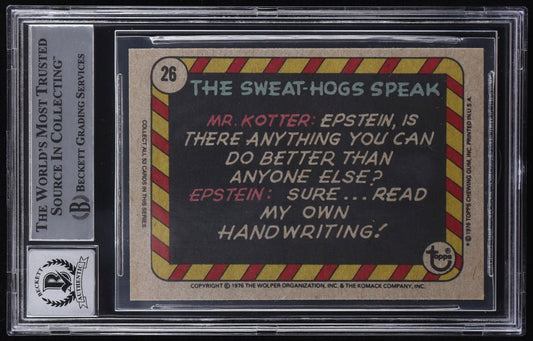 The World's Most Trusted
Source In Collecting™
Beckett Grading Services
B
BECKETT
AUTHENTIC
26
THE SWEAT-HOGS SPEAK
MR. KOTTER: EPSTEIN, IS
THERE ANYTHING YOU CAN
DO BETTER THAN
ANYONE ELSE?
EPSTEIN: SURE...READ
MY OWN
HANDWRITING!
topps
COLLECT ALL 53 CARDS IN THIS SERIES
* © 1976 TOPPS CHEWING GUM, INC. PRINTED IN U.S.A.
COPYRIGHT © 1976 THE WOLPER ORGANIZATION, INC. & THE KOMACK COMPANY, INC.